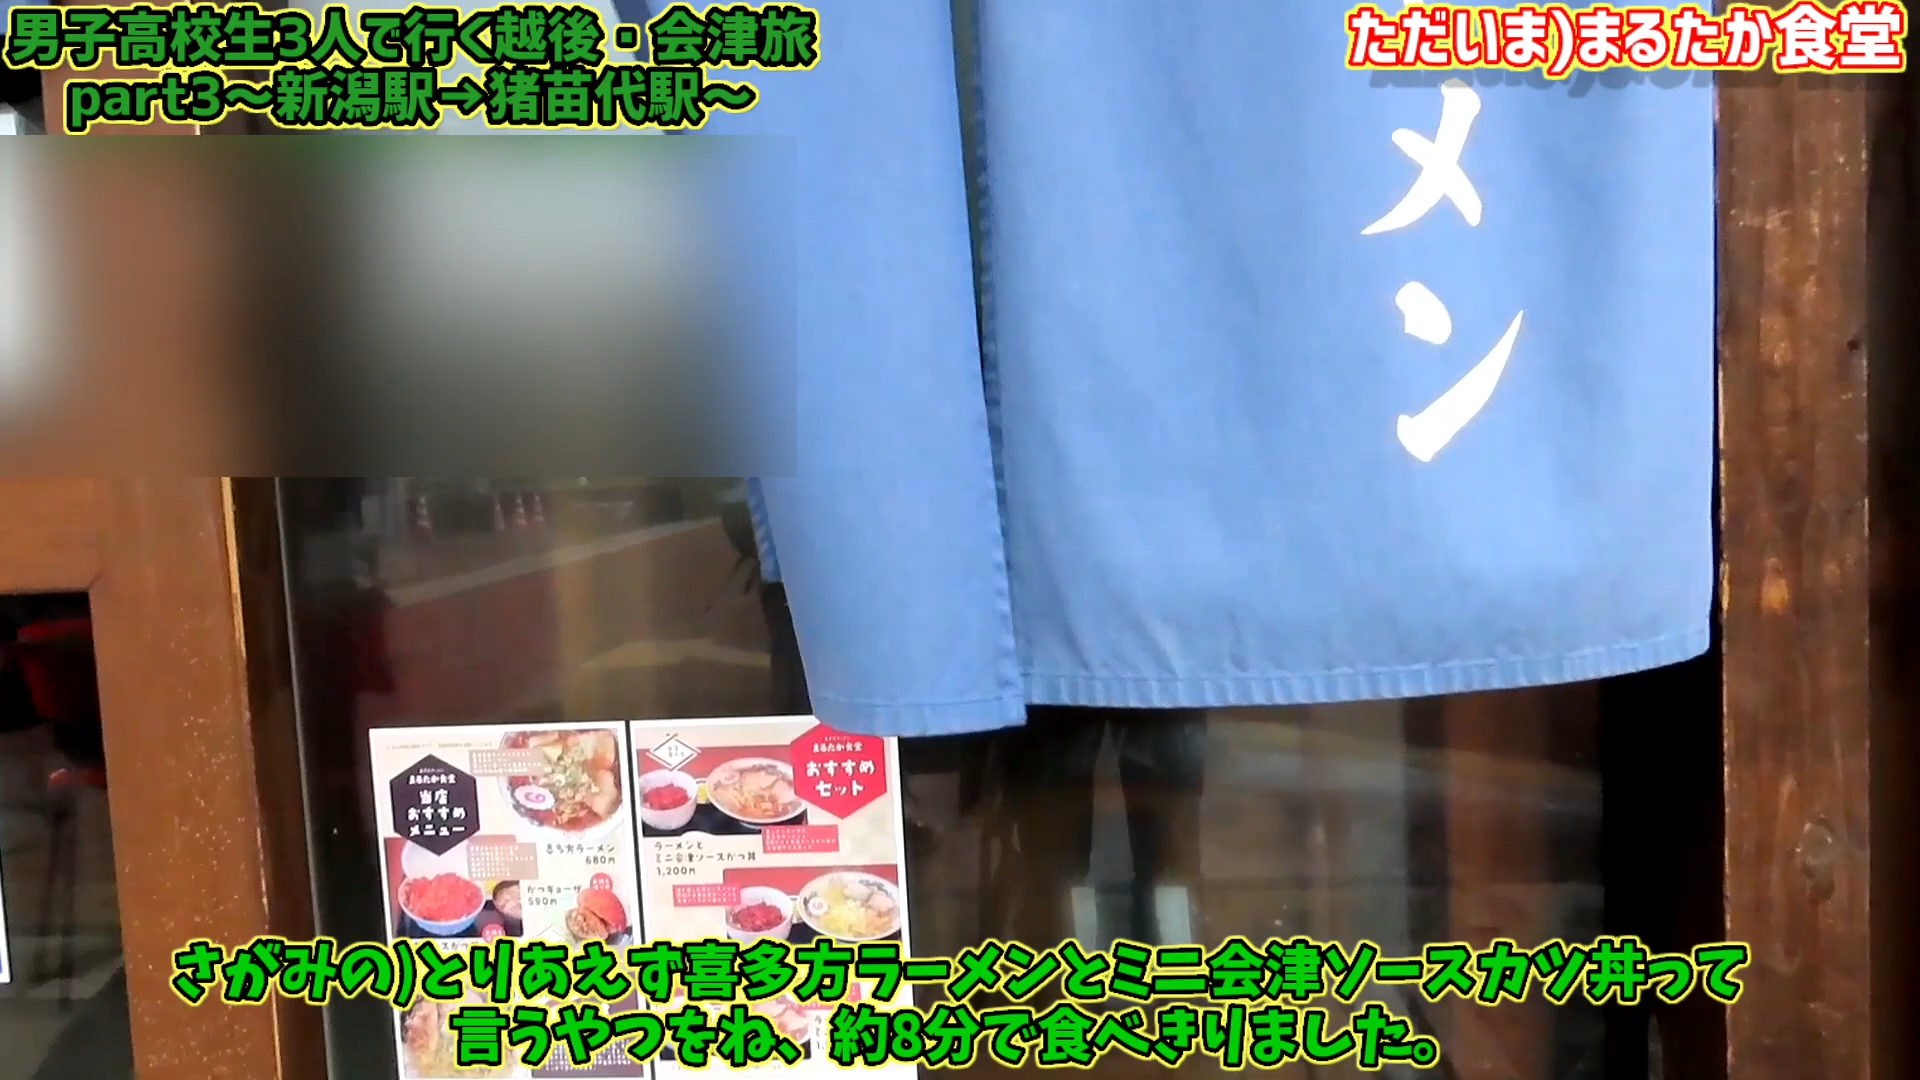 男子高校生3人で行く越後・会津旅
part3～新潟駅→猪苗代駅～
ただいま)まるたか食堂
メン
まるたか食堂
当店
おすすめ
メニュー
喜多方ラーメン
680円
かつギョーザ
590円
まるたか食堂
おすすめ
セット
ラーメンと
ミニ会津ソースかつ丼
1,200円
さがみの)とりあえず喜多方ラーメンとミニ会津ソースカツ丼って
言うやつをね、約8分で食べきりました。